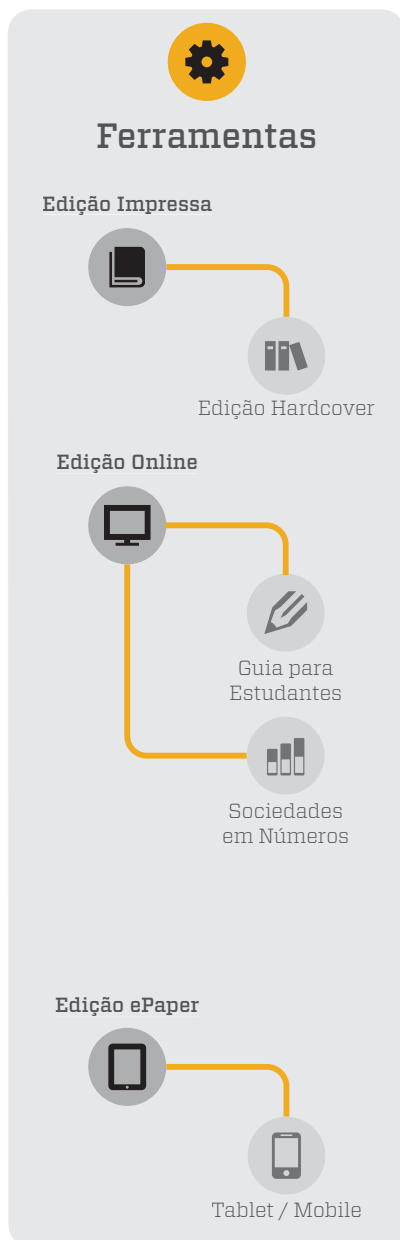 Ferramentas
Edição Impressa
Edição Hardcover
Edição Online
Guia para
Estudantes
Sociedades
em Números
Edição ePaper
Tablet / Mobile